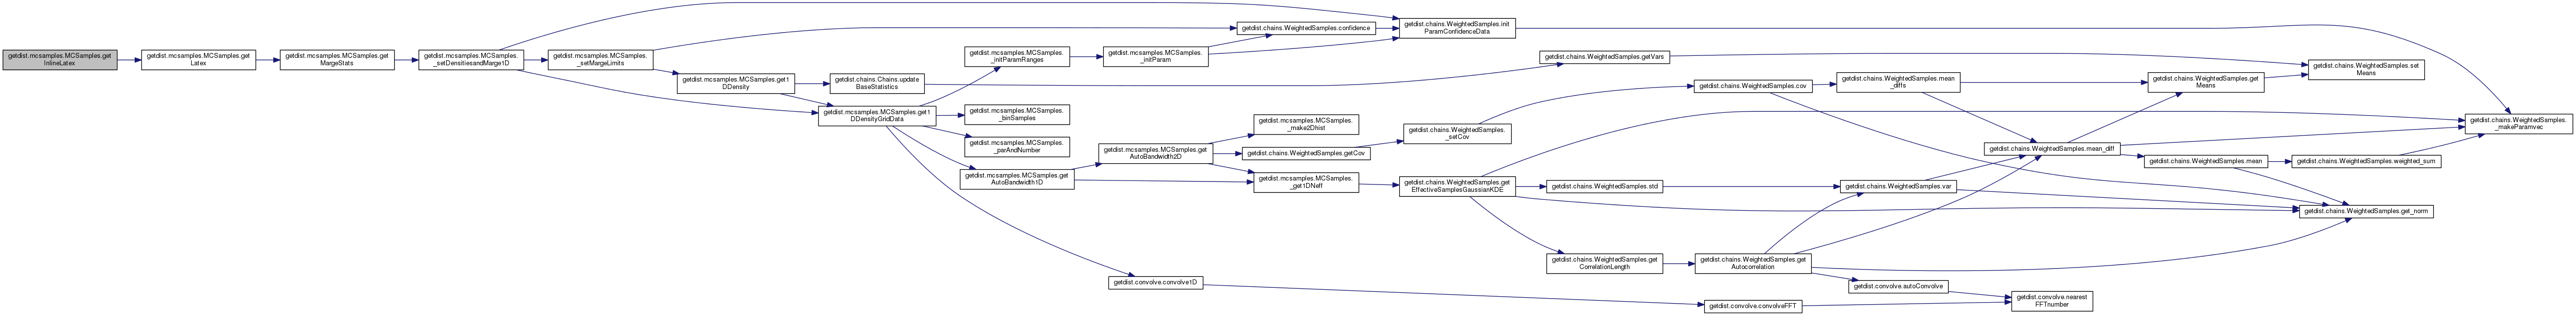 getdist.mcsamples.MCSamples.get
InlineLatex
getdist.mcsamples.MCSamples.get
Latex
getdist.mcsamples.MCSamples.get
MargeStats
getdist.mcsamples.MCSamples.
_setDensitiesandMarge1D
getdist.mcsamples.MCSamples.
_setMargeLimits
getdist.mcsamples.MCSamples.get1
DDensity
getdist.chains.Chains.update
BaseStatistics
getdist.mcsamples.MCSamples.get1
DDensityGridData
getdist.mcsamples.MCSamples.
_initParamRanges
getdist.mcsamples.MCSamples.
_binSamples
getdist.mcsamples.MCSamples.
_parAndNumber
getdist.mcsamples.MCSamples.get
AutoBandwidth1D
getdist.mcsamples.MCSamples.
_initParam
getdist.mcsamples.MCSamples.get
AutoBandwidth2D
getdist.convolve.convolve1D
getdist.chains.WeightedSamples.confidence
getdist.mcsamples.MCSamples.
_make2Dhist
getdist.chains.WeightedSamples.getCov
getdist.mcsamples.MCSamples.
_get1DNeff
getdist.chains.WeightedSamples.init
ParamConfidenceData
getdist.chains.WeightedSamples.
_setCov
getdist.chains.WeightedSamples.get
EffectiveSamplesGaussianKDE
getdist.chains.WeightedSamples.getVars
getdist.chains.WeightedSamples.std
getdist.chains.WeightedSamples.get
CorrelationLength
getdist.chains.WeightedSamples.cov
getdist.chains.WeightedSamples.get
Autocorrelation
getdist.convolve.convolveFFT
getdist.chains.WeightedSamples.mean
_diffs
getdist.chains.WeightedSamples.var
getdist.convolve.autoConvolve
getdist.chains.WeightedSamples.mean_diff
getdist.convolve.nearest
FFTnumber
getdist.chains.WeightedSamples.get
Means
getdist.chains.WeightedSamples.mean
getdist.chains.WeightedSamples.set
Means
getdist.chains.WeightedSamples.weighted_sum
getdist.chains.WeightedSamples.get_norm
getdist.chains.WeightedSamples.
_makeParamvec